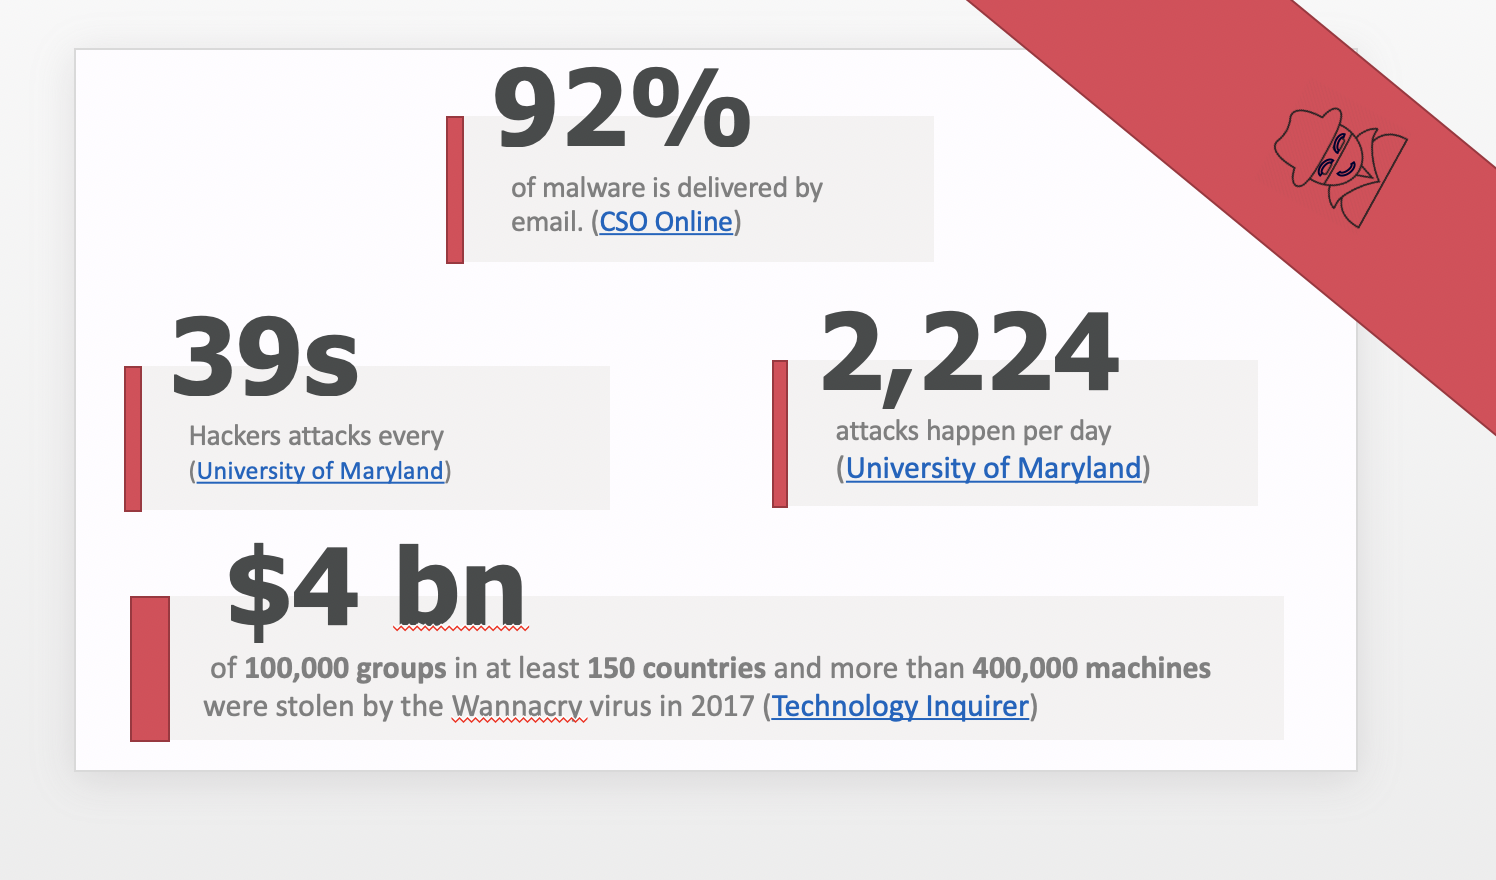 92%
of malware is delivered by
email. (CSO Online)
39s
Hackers attacks every
(University of Maryland)
2,224
attacks happen per day
(University of Maryland)
$4 bn
of 100,000 groups in at least 150 countries and more than 400,000 machines
were stolen by the Wannacry virus in 2017 (Technology Inquirer)